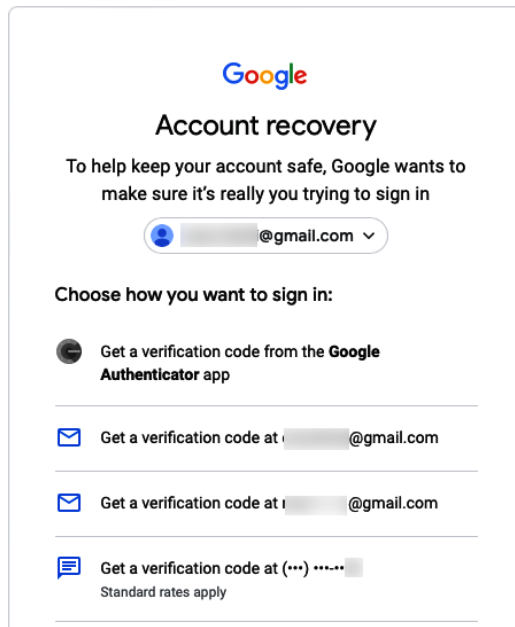 Google
Account recovery
To help keep your account safe, Google wants to
make sure it's really you trying to sign in
@gmail.com
Choose how you want to sign in:
Get a verification code from the Google
Authenticator app
Get a verification code at @gmail.com
Get a verification code at @gmail.com
Get a verification code at (•••) •••-••
Standard rates apply